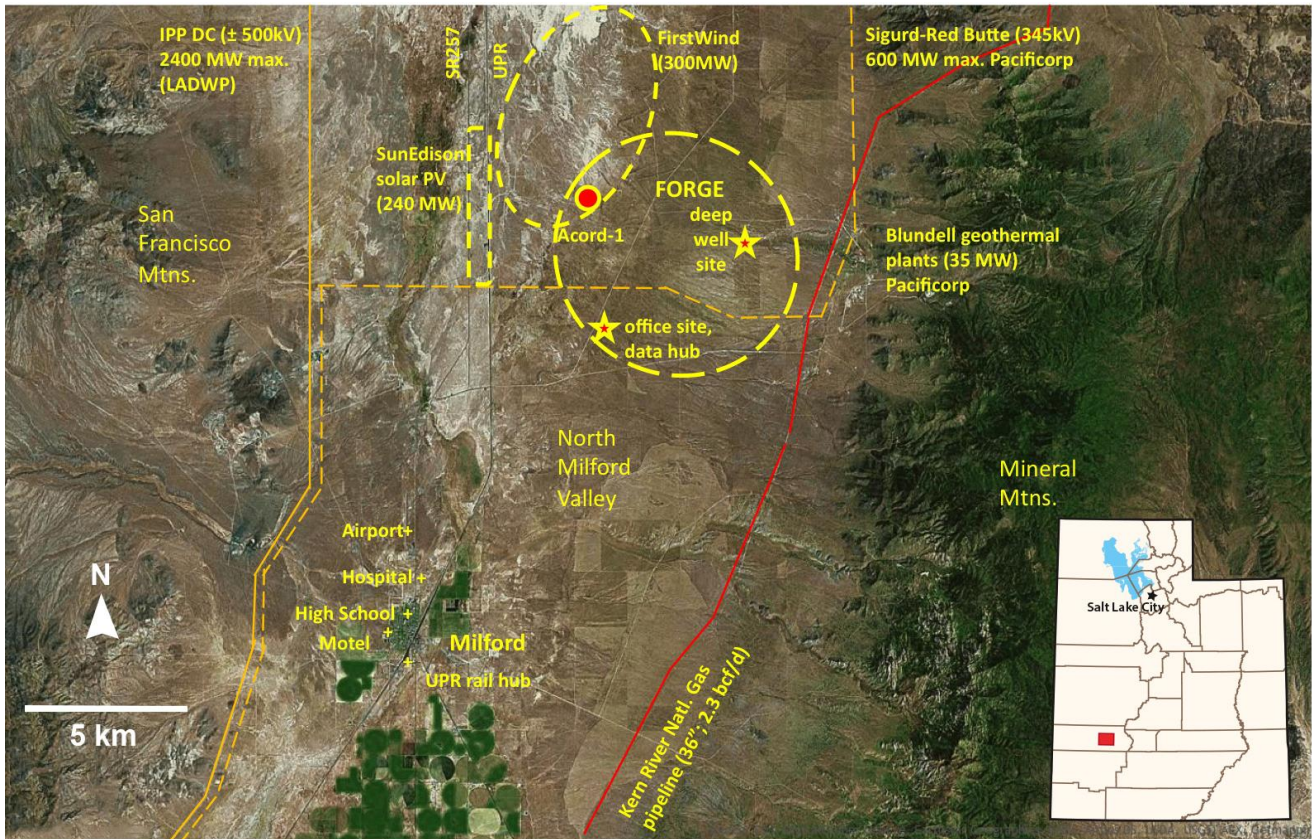 IPP DC (± 500kV)
2400 MW max.
(LADWP)
SR257
UPR
FirstWind
(300MW)
Sigurd-Red Butte (345kV)
600 MW max. Pacificorp
SunEdison
solar PV
(240 MW)
San
Francisco
Mtns.
FORGE
deep
well
site
Acord-1
Blundell geothermal
plants (35 MW)
Pacificorp
office site,
data hub
North
Milford
Valley
Mineral
Mtns.
Airport
Hospital
High School
Motel
Milford
UPR rail hub
N
5 km
Kern River Natl. Gas
pipeline (36”; 2.3 bcf/d)
Salt Lake City